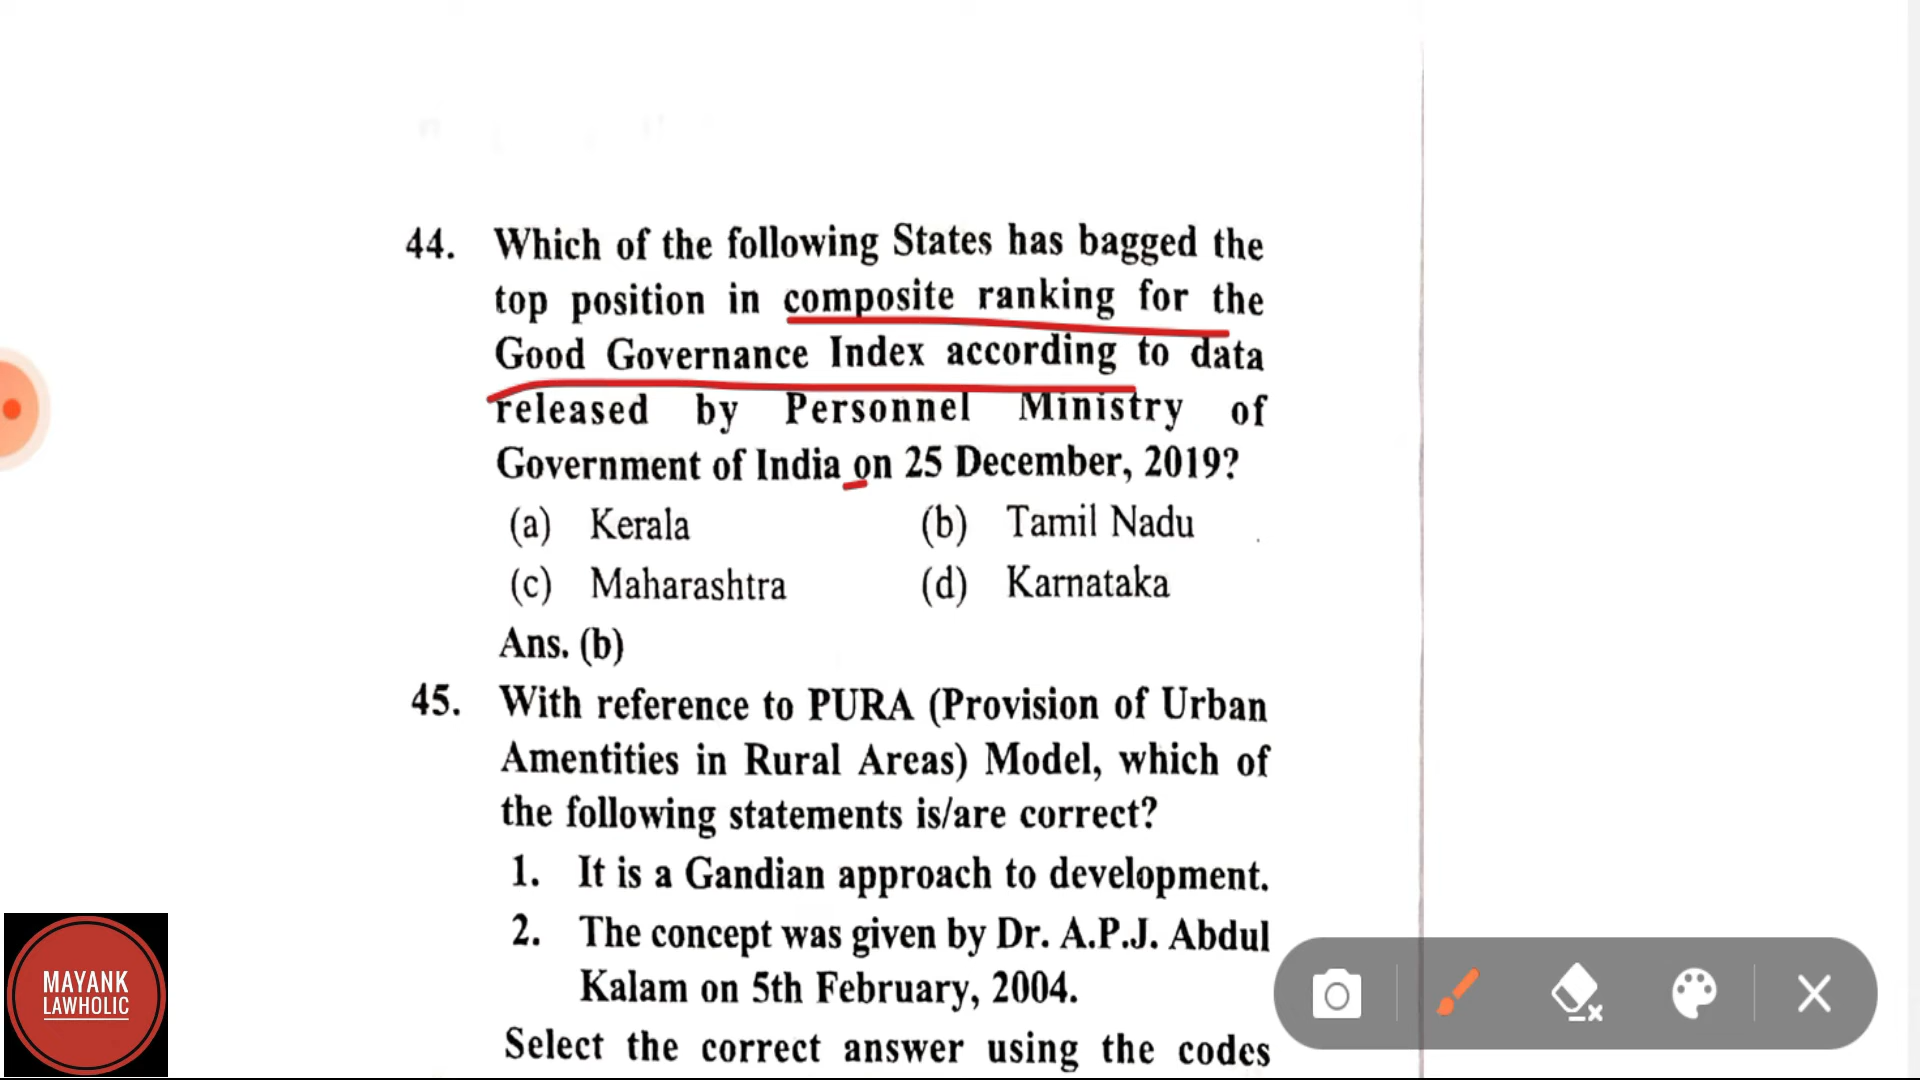 44. Which of the following States has bagged the
top position in composite ranking for the
Good Governance Index according to data
released by Personnel Ministry of
Government of India on 25 December, 2019?
(a) Kerala (b) Tamil Nadu
(c) Maharashtra (d) Karnataka
Ans. (b)
45. With reference to PURA (Provision of Urban
Amentities in Rural Areas) Model, which of
the following statements is/are correct?
1. It is a Gandian approach to development.
2. The concept was given by Dr. A.P.J. Abdul
Kalam on 5th February, 2004.
Select the correct answer using the codes
MAYANK
LAWHOLIC